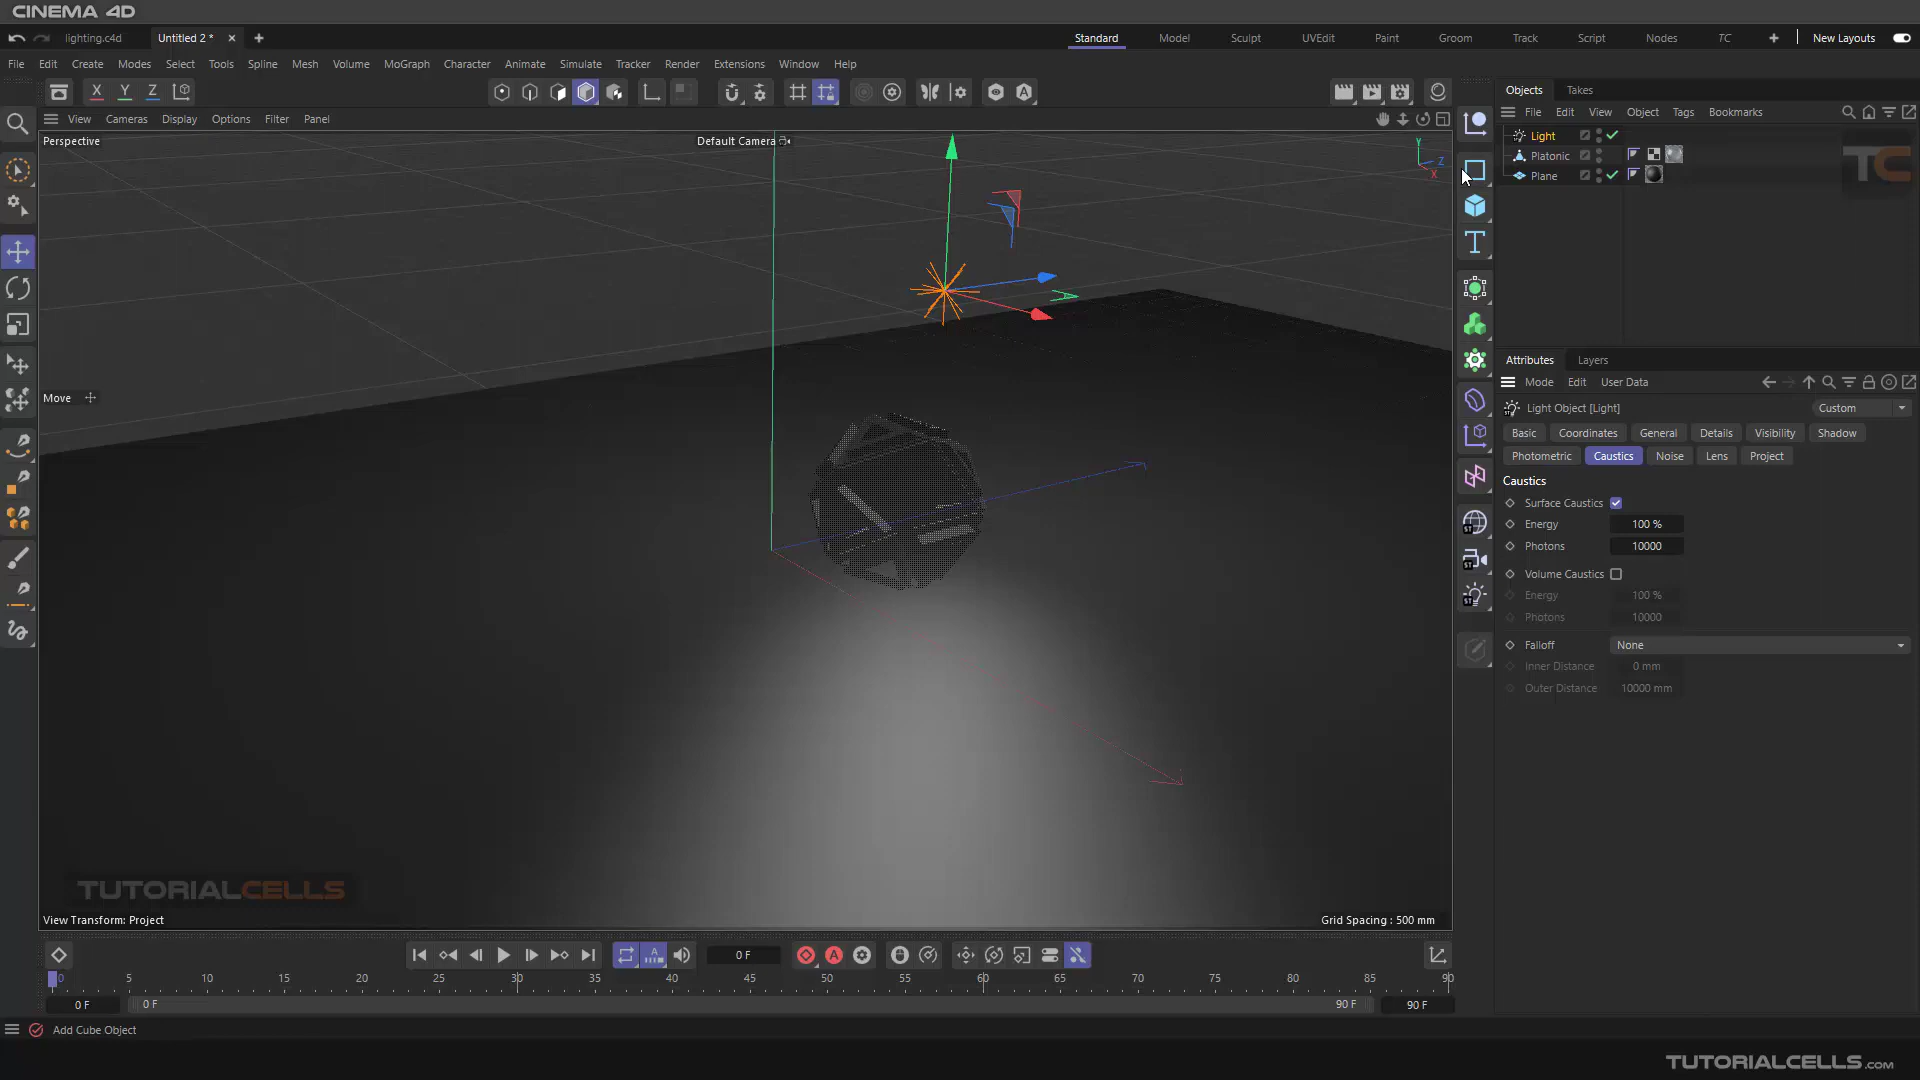 CINEMA 4D
lighting.c4d
Untitled 2 *
Standard
Model
Sculpt
UVEdit
Paint
Groom
Track
Script
Nodes
TC
New Layouts
File Edit Create Modes Select Tools Spline Mesh Volume MoGraph Character Animate Simulate Tracker Render Extensions Window Help
X Y Z
Objects Takes
View Cameras Display Options Filter Panel
File Edit View Object Tags Bookmarks
Perspective
Default Camera
Y
Z
X
Light
Platonic
Plane
TC
Move
T
Attributes Layers
Mode Edit User Data
Light Object [Light]
Custom
Basic Coordinates General Details Visibility Shadow
Photometric Caustics Noise Lens Project
Caustics
Surface Caustics
Energy 100 %
Photons 10000
Volume Caustics
Energy 100 %
Photons 10000
Falloff None
Inner Distance 0 mm
Outer Distance 10000 mm
ST
ST
ST
TUTORIALCELLS
View Transform: Project
Grid Spacing : 500 mm
0 F
0 5 10 15 20 25 30 35 40 45 50 55 60 65 70 75 80 85 90
0 F
0 F
90 F
90 F
Add Cube Object
TUTORIALCELLS.com